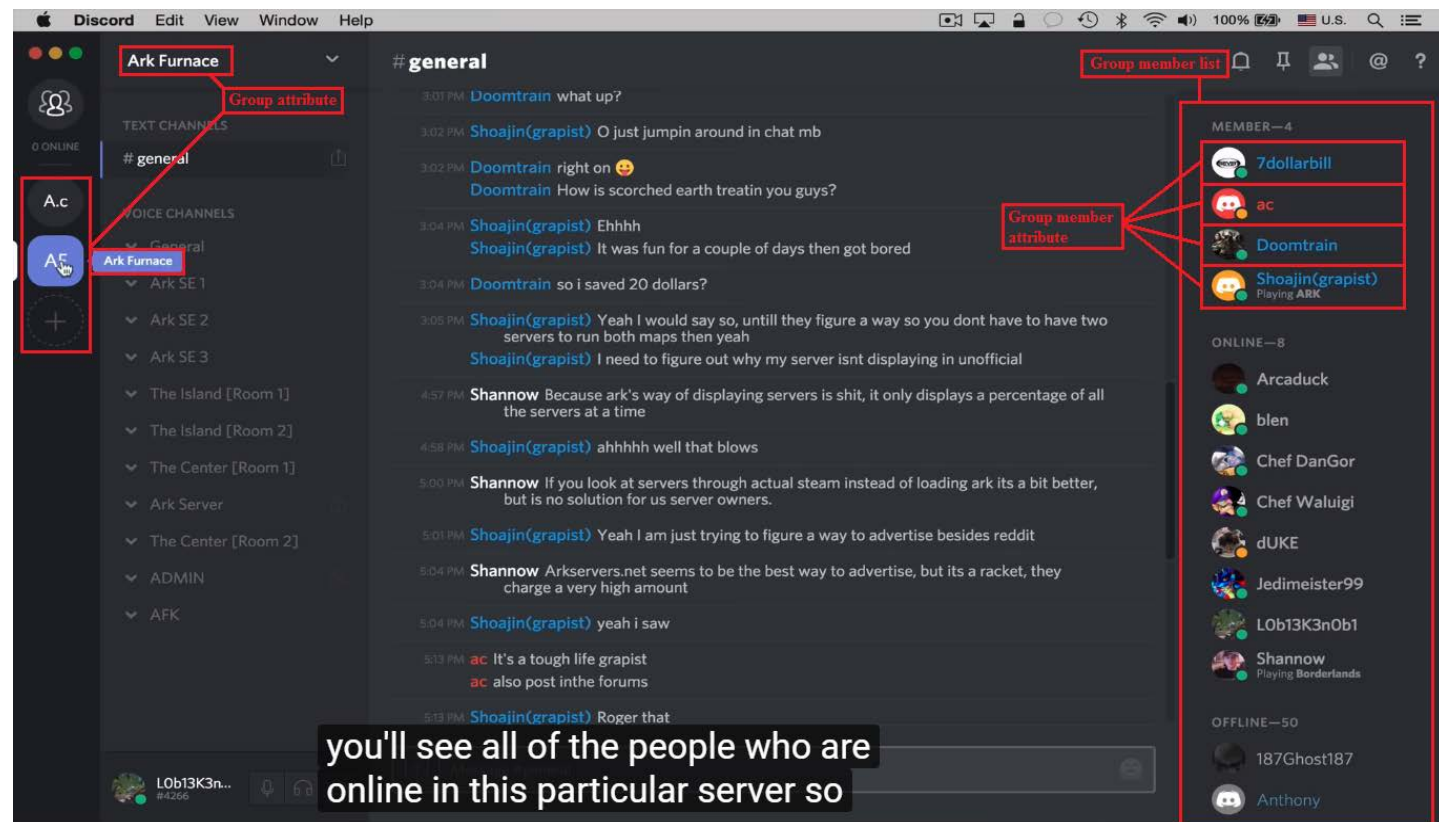 Discord Edit View Window Help
100% U.S.
Ark Furnace
Group attribute
0 ONLINE
A.c
Ark Furnace
TEXT CHANNELS
# general
VOICE CHANNELS
General
Ark SE 1
Ark SE 2
Ark SE 3
The Island [Room 1]
The Island [Room 2]
The Center [Room 1]
Ark Server
The Center [Room 2]
ADMIN
AFK
L0b13K3n...
#4266
# general
3:01 PM Doomtrain what up?
3:02 PM Shoajin(grapist) O just jumpin around in chat mb
3:02 PM Doomtrain right on 😛
Doomtrain How is scorched earth treatin you guys?
3:04 PM Shoajin(grapist) Ehhhh
Shoajin(grapist) It was fun for a couple of days then got bored
3:04 PM Doomtrain so i saved 20 dollars?
3:05 PM Shoajin(grapist) Yeah I would say so, untill they figure a way so you dont have to have two
servers to run both maps then yeah
Shoajin(grapist) I need to figure out why my server isnt displaying in unofficial
4:57 PM Shannow Because ark's way of displaying servers is shit, it only displays a percentage of all
the servers at a time
4:58 PM Shoajin(grapist) ahhhhh well that blows
5:00 PM Shannow If you look at servers through actual steam instead of loading ark its a bit better,
but is no solution for us server owners.
5:01 PM Shoajin(grapist) Yeah I am just trying to figure a way to advertise besides reddit
5:04 PM Shannow Arkservers.net seems to be the best way to advertise, but its a racket, they
charge a very high amount
5:04 PM Shoajin(grapist) yeah i saw
5:13 PM ac It's a tough life grapist
ac also post inthe forums
5:13 PM Shoajin(grapist) Roger that
you'll see all of the people who are
online in this particular server so
Group member list
@ ?
Group member
attribute
MEMBER—4
7dollarbill
ac
Doomtrain
Shoajin(grapist)
Playing ARK
ONLINE—8
Arcaduck
blen
Chef DanGor
Chef Waluigi
dUKE
Jedimeister99
L0b13K3n0b1
Shannow
Playing Borderlands
OFFLINE—50
187Ghost187
Anthony